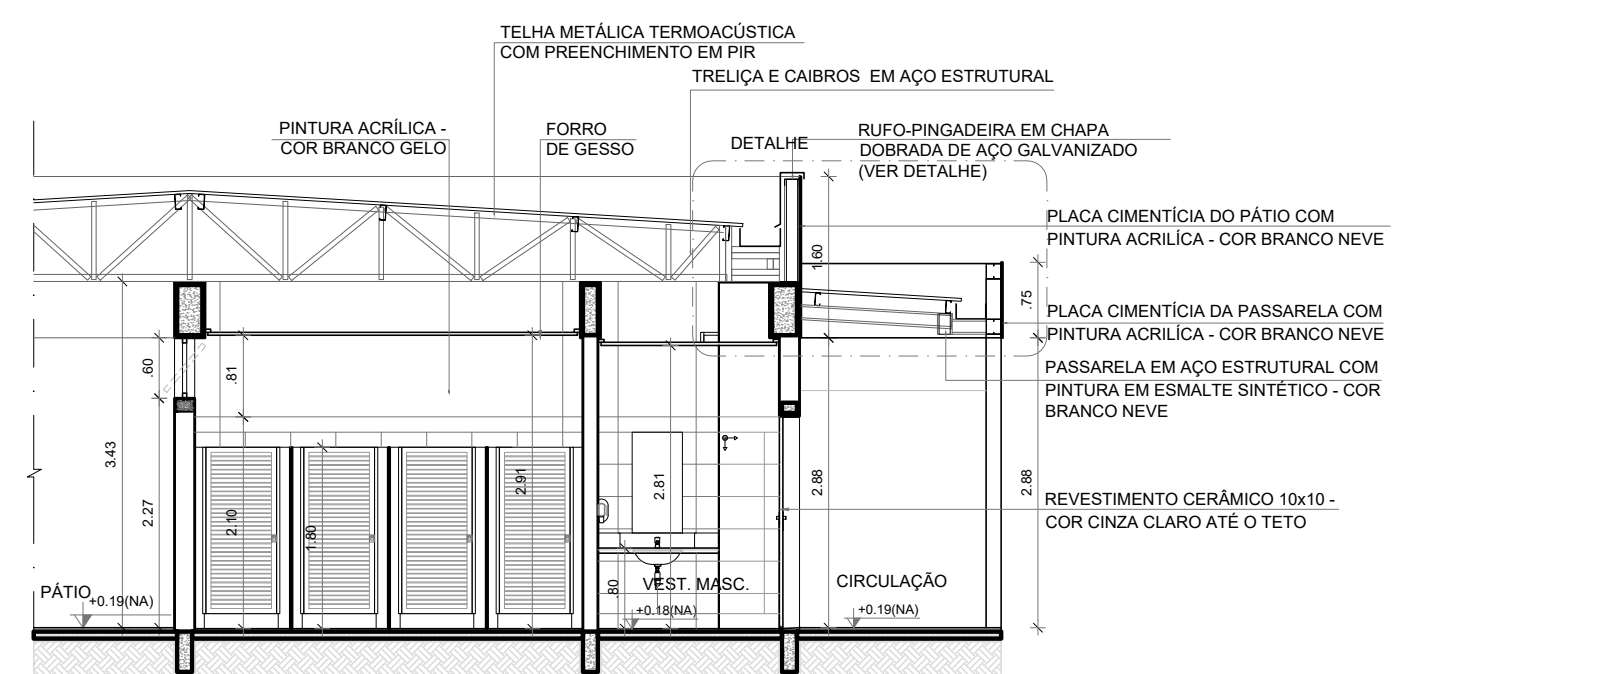 TELHA METÁLICA TERMOACÚSTICA
COM PREENCHIMENTO EM PIR
TRELIÇA E CAIBROS EM AÇO ESTRUTURAL
PINTURA ACRÍLICA -
COR BRANCO GELO
FORRO
DE GESSO
DETALHE
RUFO-PINGADEIRA EM CHAPA
DOBRADA DE AÇO GALVANIZADO
(VER DETALHE)
PLACA CIMENTÍCIA DO PÁTIO COM
PINTURA ACRILÍCA - COR BRANCO NEVE
1.60
.75
PLACA CIMENTÍCIA DA PASSARELA COM
PINTURA ACRILÍCA - COR BRANCO NEVE
PASSARELA EM AÇO ESTRUTURAL COM
PINTURA EM ESMALTE SINTÉTICO - COR
BRANCO NEVE
.60
.81
3.43
2.27
2.10
1.80
2.91
2.81
2.88
2.88
REVESTIMENTO CERÂMICO 10x10 -
COR CINZA CLARO ATÉ O TETO
.80
PÁTIO
+0.19(NA)
VEST. MASC.
+0.18(NA)
CIRCULAÇÃO
+0.19(NA)